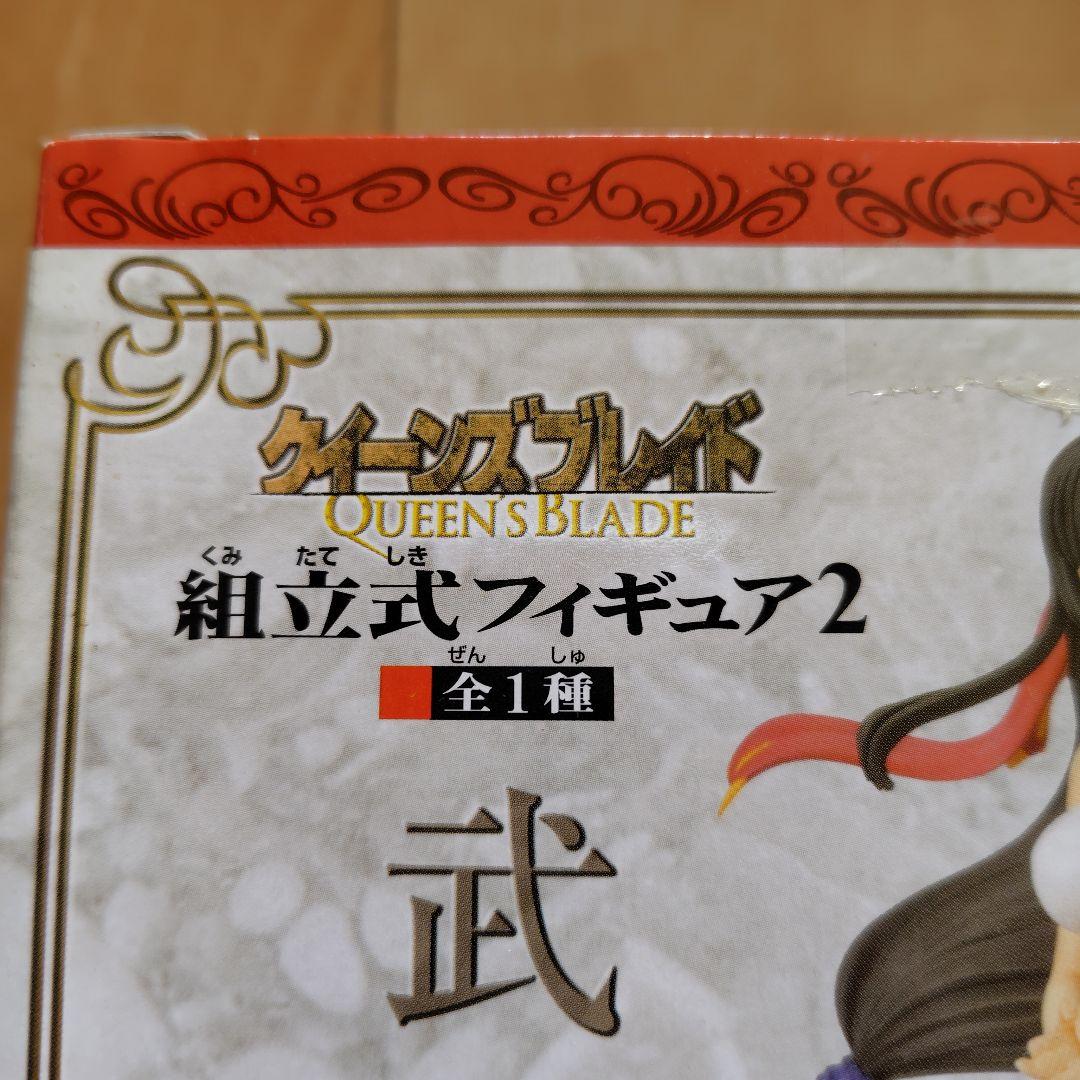 クイーンズブレイド
QUEEN'S BLADE
くみ たて しき
組立式フィギュア2
ぜん しゅ
全1種
武